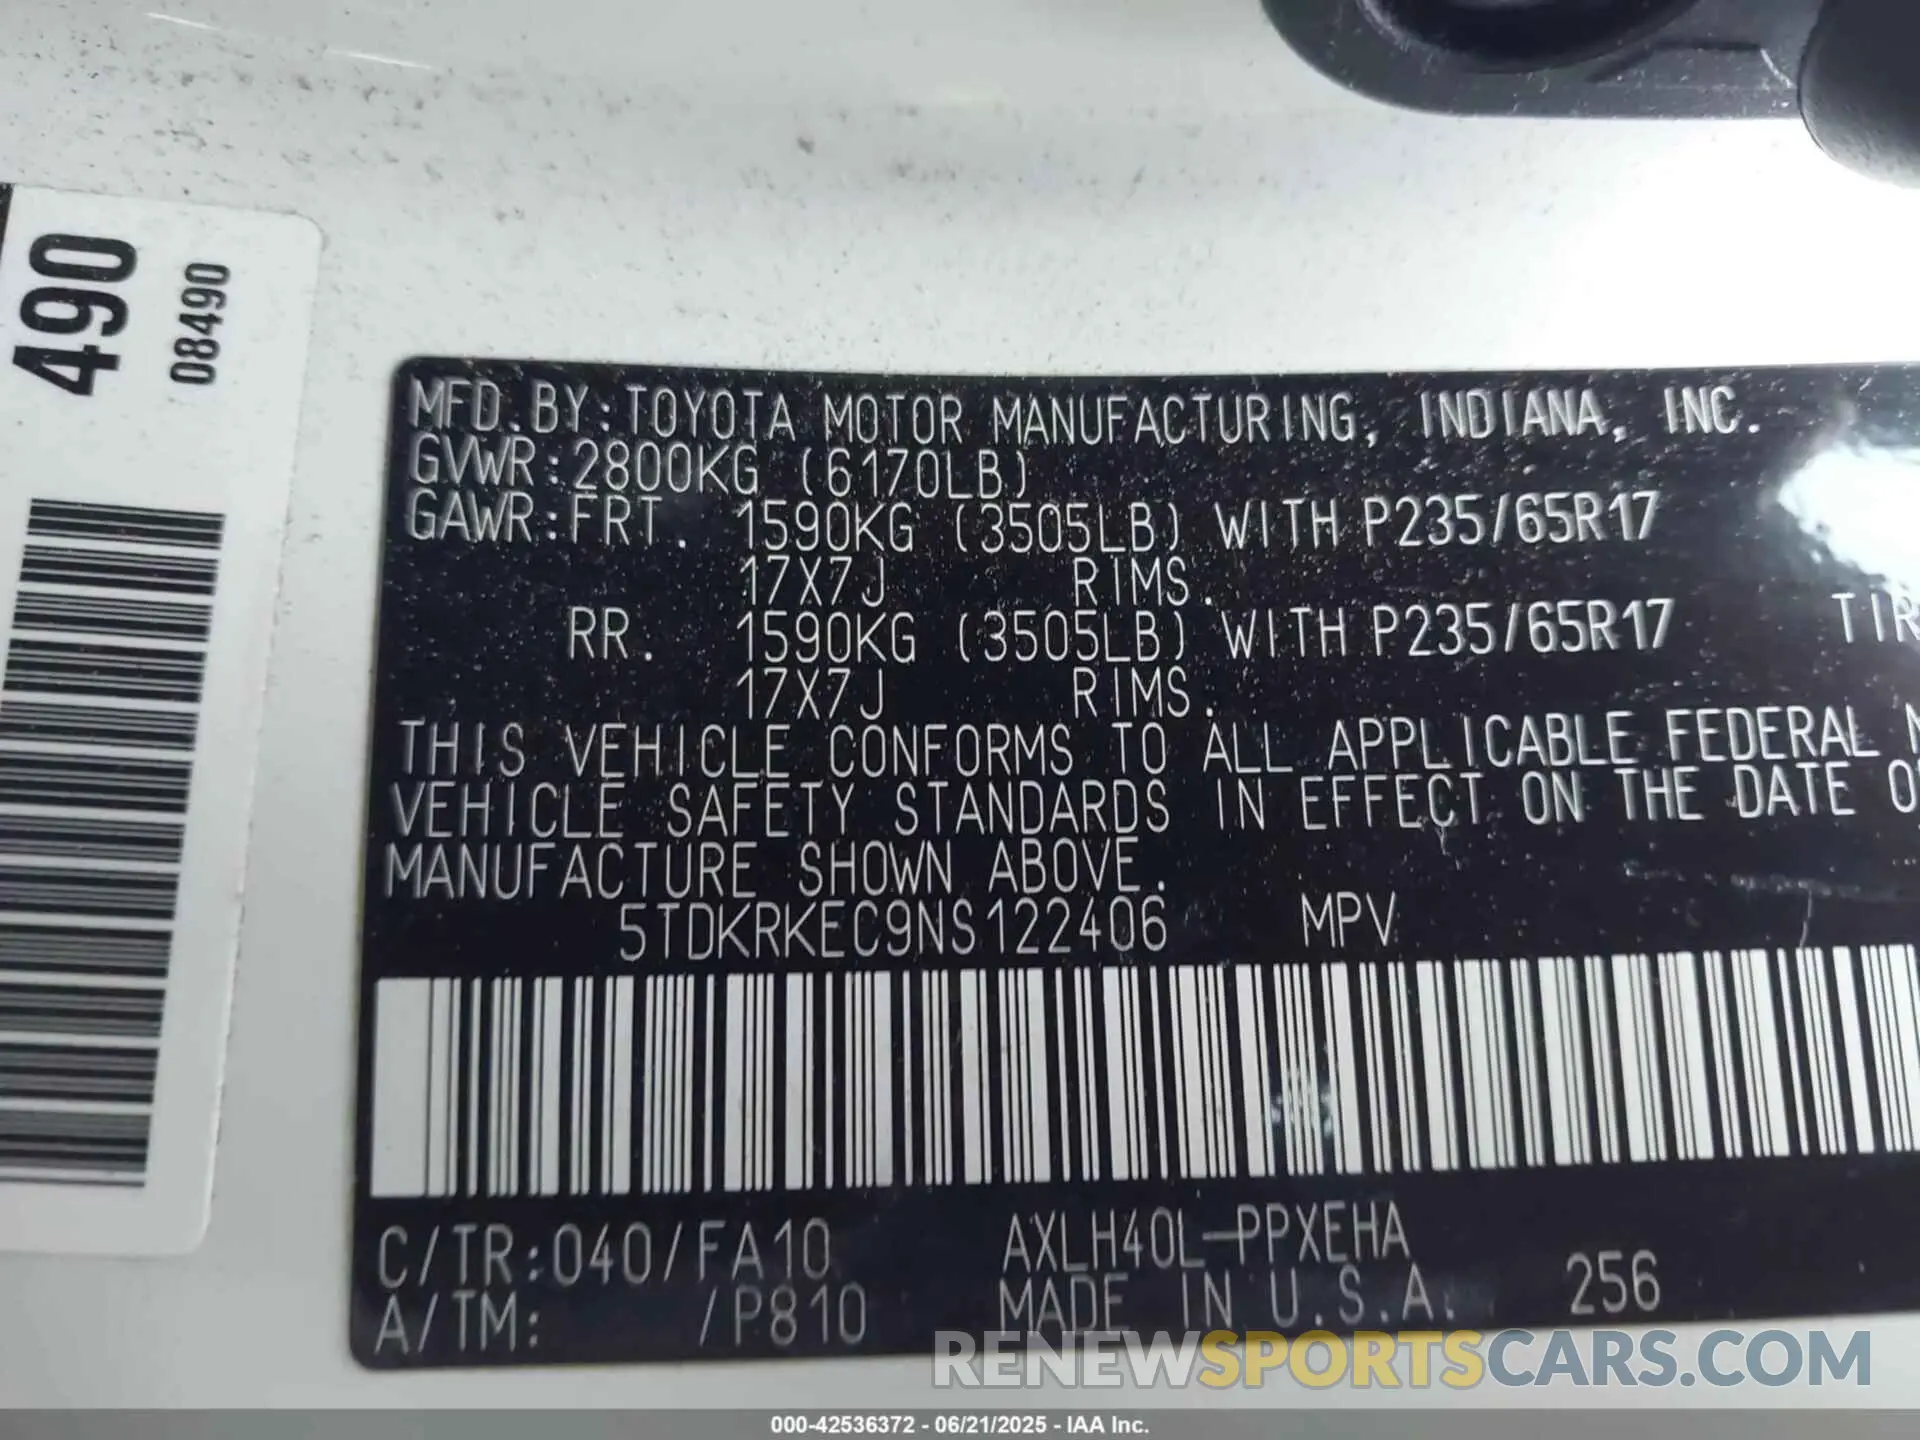 490
08490
MFD.BY:TOYOTA MOTOR MANUFACTURING, INDIANA, INC.
GVWR:2800KG (6170LB)
GAWR:FRT. 1590KG (3505LB) WITH P235/65R17
17X7J RIMS.
RR. 1590KG (3505LB) WITH P235/65R17 TIR
17X7J RIMS.
THIS VEHICLE CONFORMS TO ALL APPLICABLE FEDERAL
VEHICLE SAFETY STANDARDS IN EFFECT ON THE DATE
MANUFACTURE SHOWN ABOVE.
5TDKRKEC9NS122406 MPV
C/TR:040/FA10 AXLH40L-PPXEHA
A/TM: /P810 MADE IN U.S.A. 256
RENEWSPORTSCARS.COM
000-42536372 - 06/21/2025 - IAA Inc.